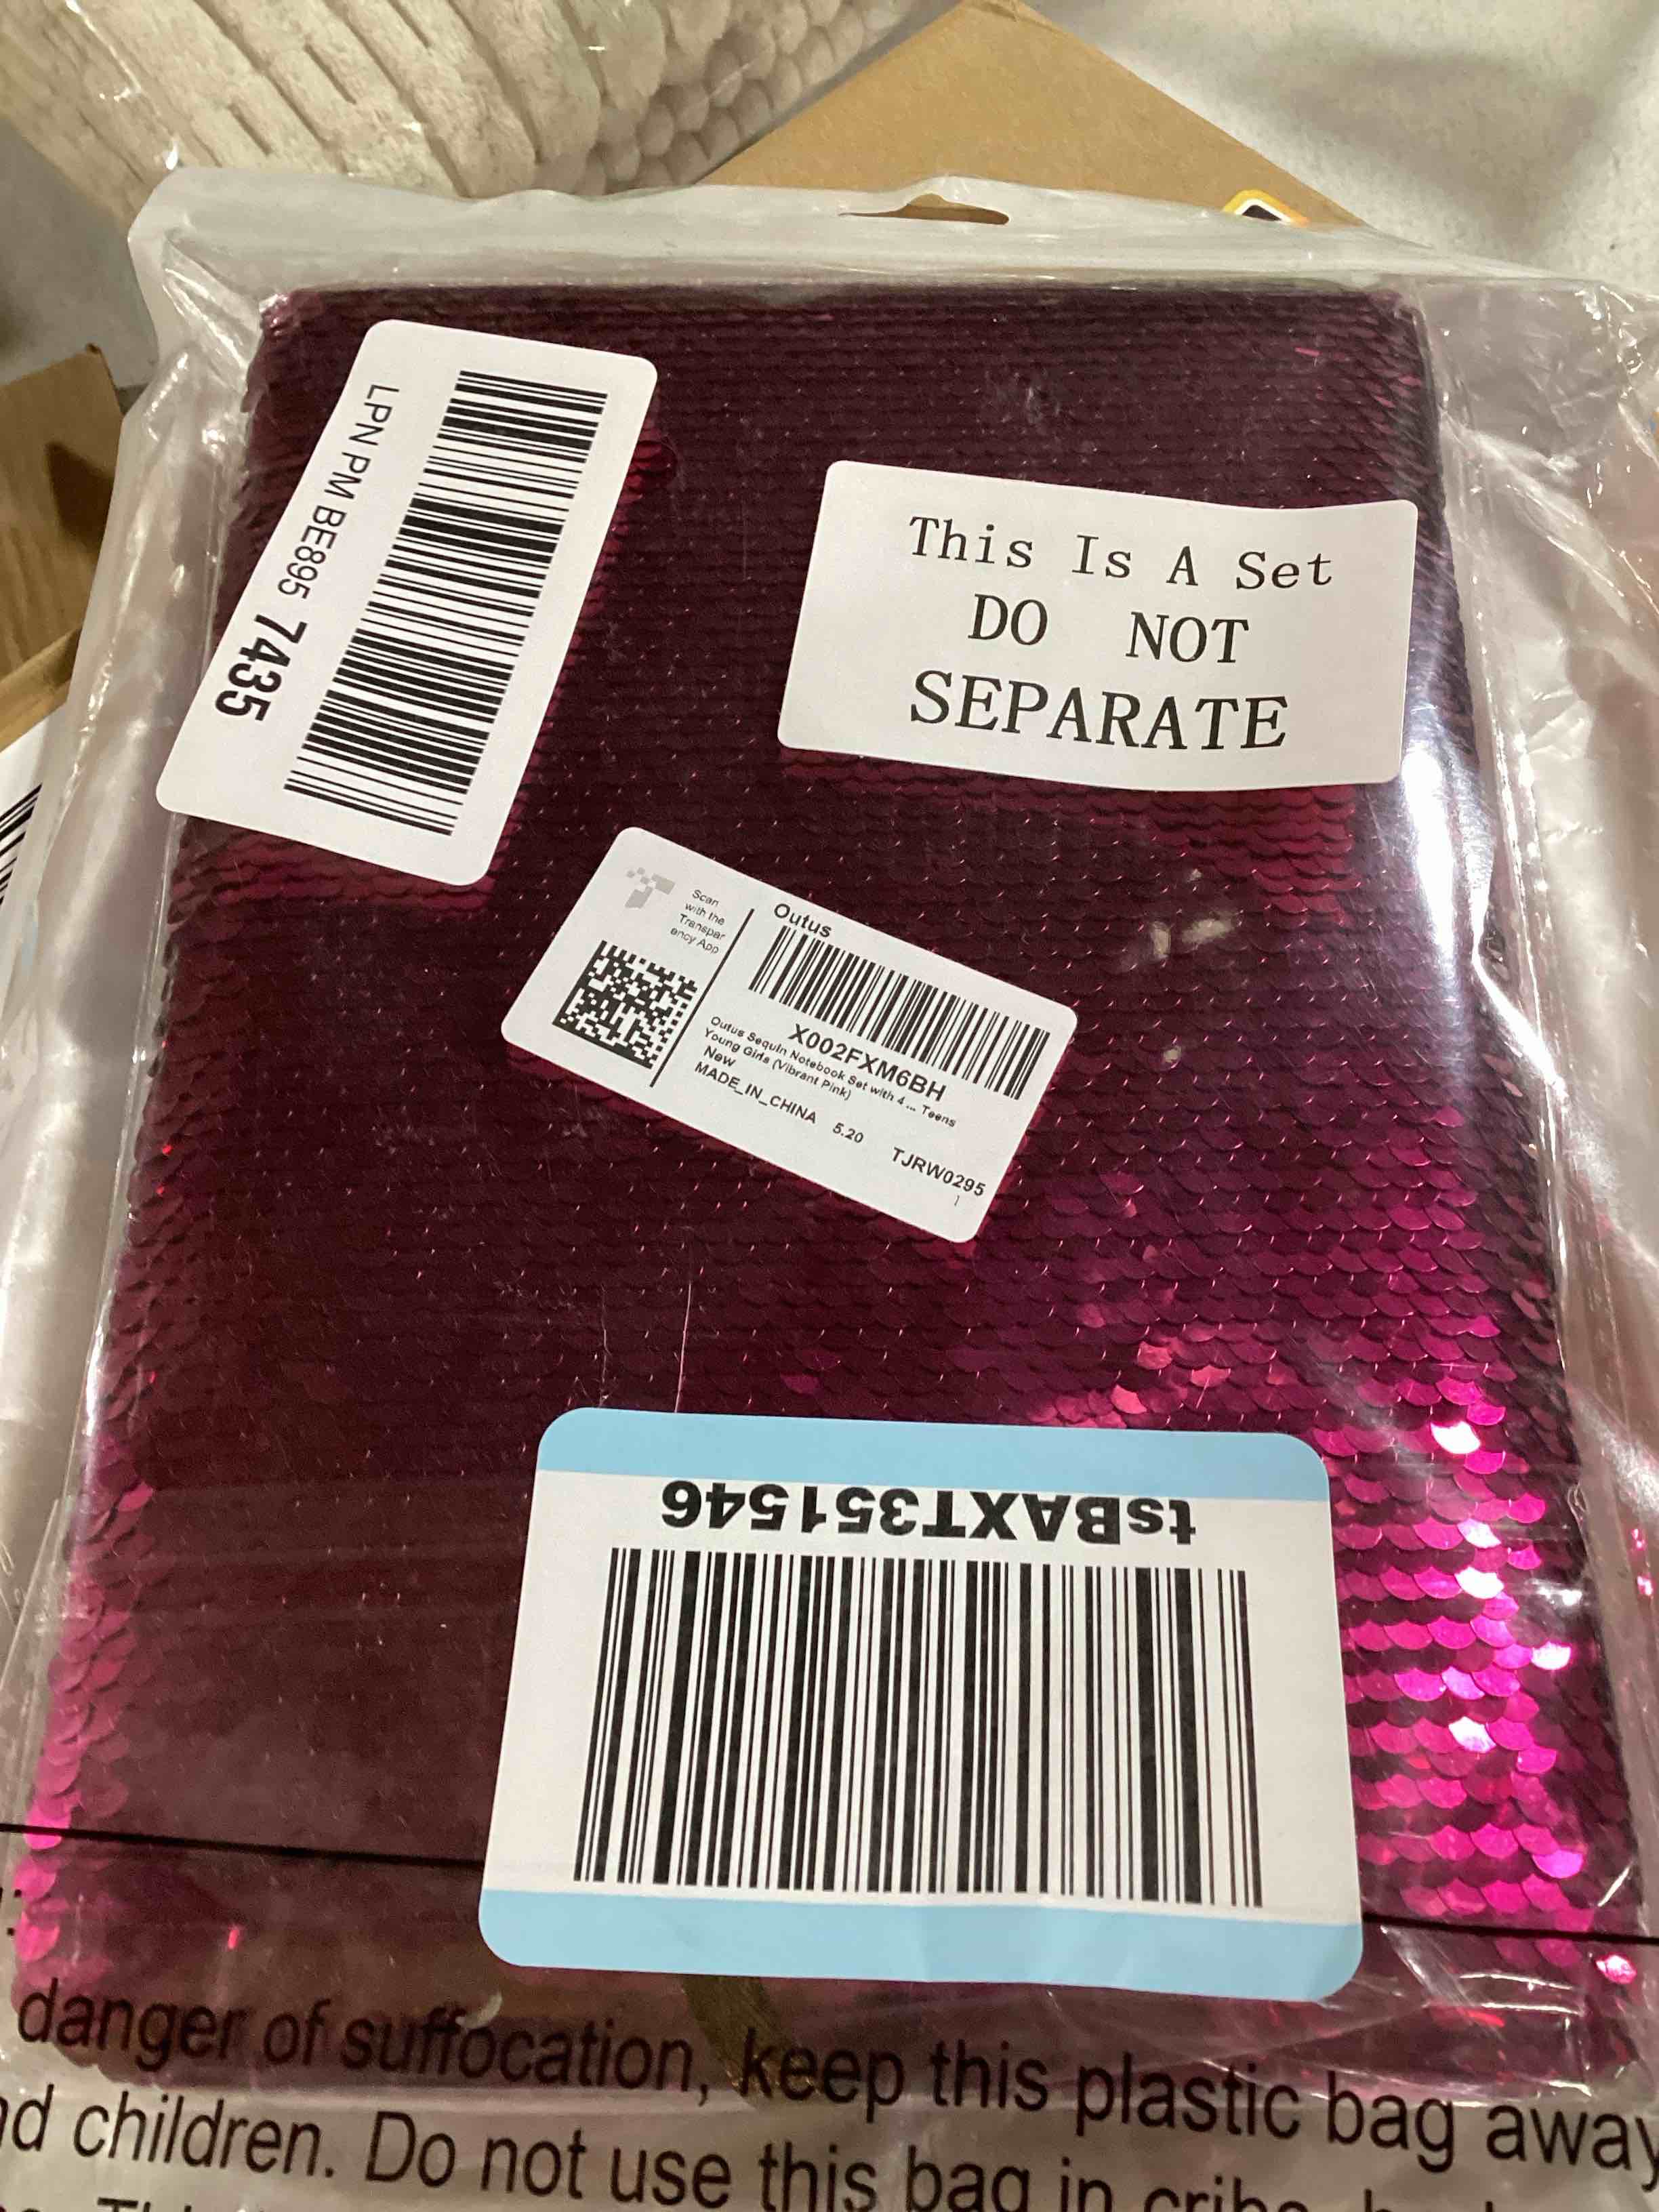 LPN PM BE895 7435
This Is A Set
DO NOT
SEPARATE
Scan
with the
Transpar
ency App
Outus
X002FXM6BH
Outus Sequin Notebook Set with 4 ... Teens
Young Girls (Vibrant Pink)
New
MADE_IN_CHINA 5.20
TJRW0295
1
tsBAXT351546
danger of suffocation, keep this plastic bag away
children. Do not use this bag in cribs,